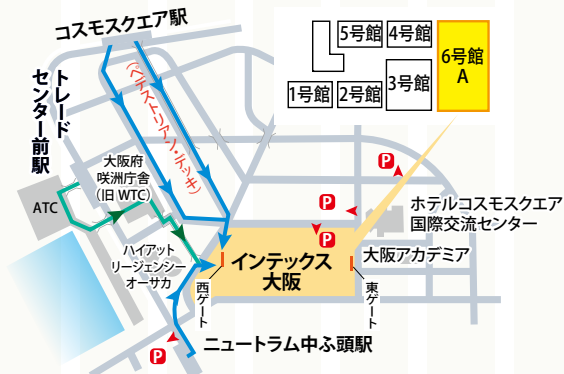 コスモスクエア駅
5号館
4号館
6号館
A
3号館
1号館
2号館
(ペデストリアン・デッキ)
トレード
センター前駅
大阪府
咲洲庁舎
(旧 WTC)
ATC
P
P
P
ホテルコスモスクエア
国際交流センター
ハイアット
リージェンシー
オーサカ
インテックス
大阪
大阪アカデミア
西ゲート
東ゲート
ニュートラム中ふ頭駅
P